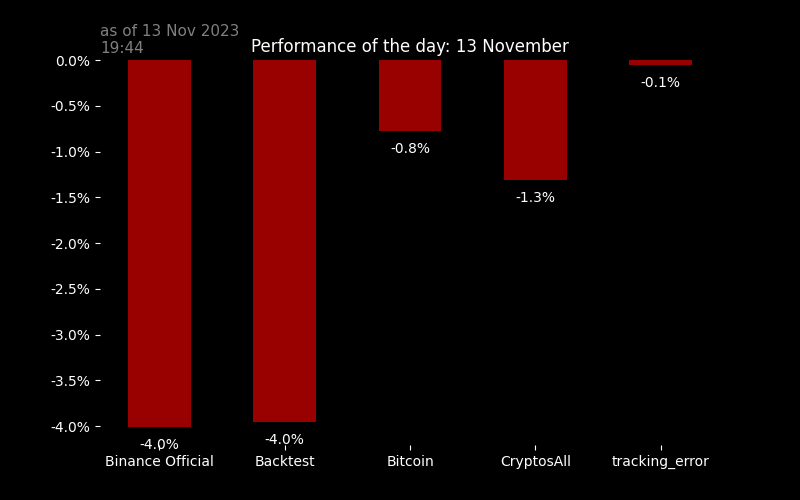 as of 13 Nov 2023
19:44
Performance of the day: 13 November
0.0%
-0.5%
-1.0%
-1.5%
-2.0%
-2.5%
-3.0%
-3.5%
-4.0%
-4.0%
-4.0%
-0.8%
-1.3%
-0.1%
Binance Official
Backtest
Bitcoin
CryptosAll
tracking_error